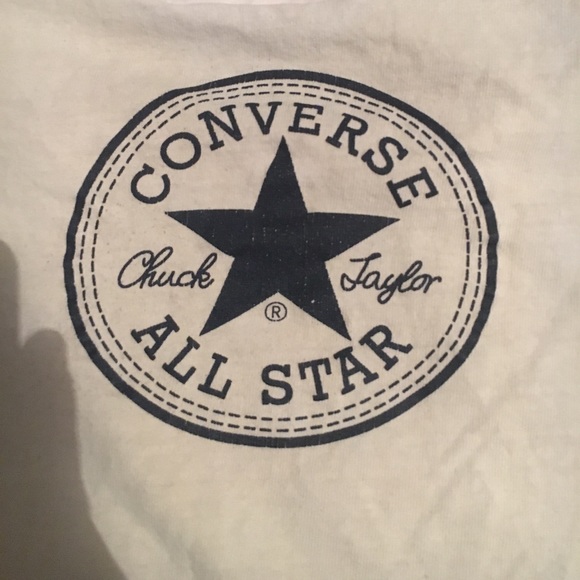 CONVERSE
Chuck Taylor
®
ALL STAR